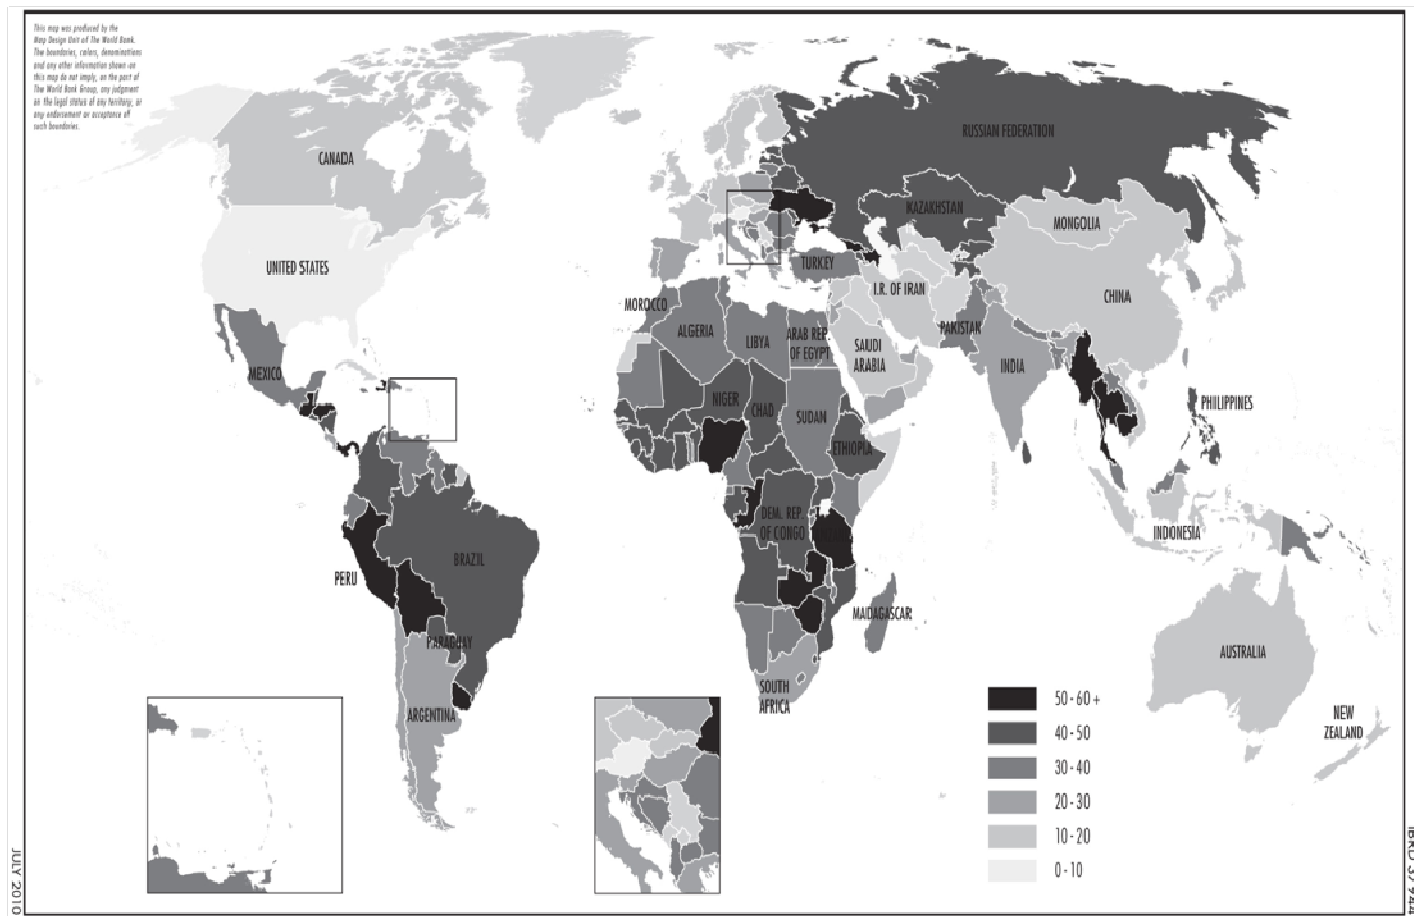 This map was produced by the
Map Design Unit of The World Bank.
The boundaries, colors, denominations
and any other information shown on
this map do not imply, on the part of
The World Bank Group, any judgment
on the legal status of any territory, or
any endorsement or acceptance of
such boundaries.
RUSSIAN FEDERATION
CANADA
KAZAKHSTAN
MONGOLIA
UNITED STATES
TURKEY
I.R. OF IRAN
CHINA
MOROCCO
ALGERIA
LIBYA
ARAB REP.
OF EGYPT
PAKISTAN
SAUDI
ARABIA
INDIA
MEXICO
NIGER
CHAD
SUDAN
PHILIPPINES
ETHIOPIA
DEM. REP.
OF CONGO
INDONESIA
BRAZIL
PERU
MADAGASCAR
PARAGUAY
AUSTRALIA
SOUTH
AFRICA
ARGENTINA
NEW
ZEALAND
50 - 60 +
40 - 50
30 - 40
20 - 30
10 - 20
0 - 10
JULY 2010